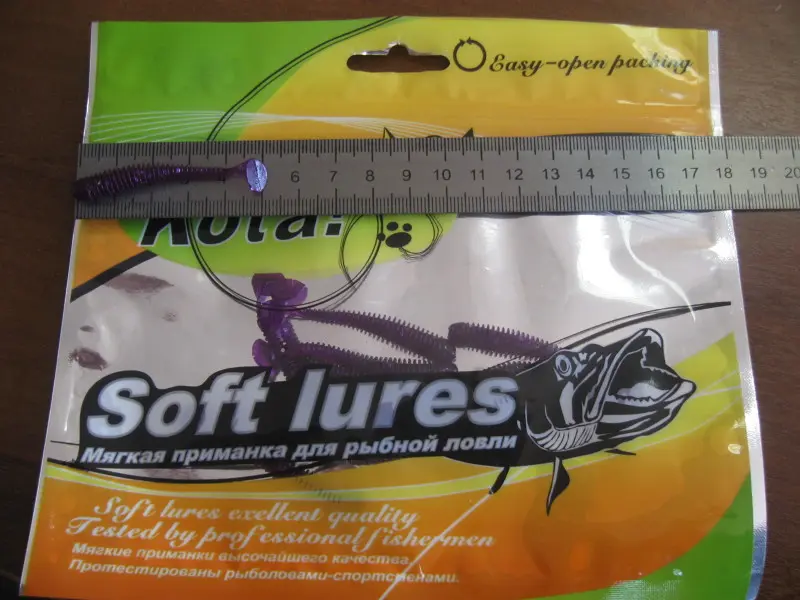 Easy-open packing
6 7 8 9 10 11 12 13 14 15 16 17 18 19 20
Kota!
Soft lures
Мягкая приманка для рыбной ловли
Soft lures exellent quality
Tested by professional fishermen
Мягкие приманки высочайшего качества.
Протестированы рыболовами-спортсменами.